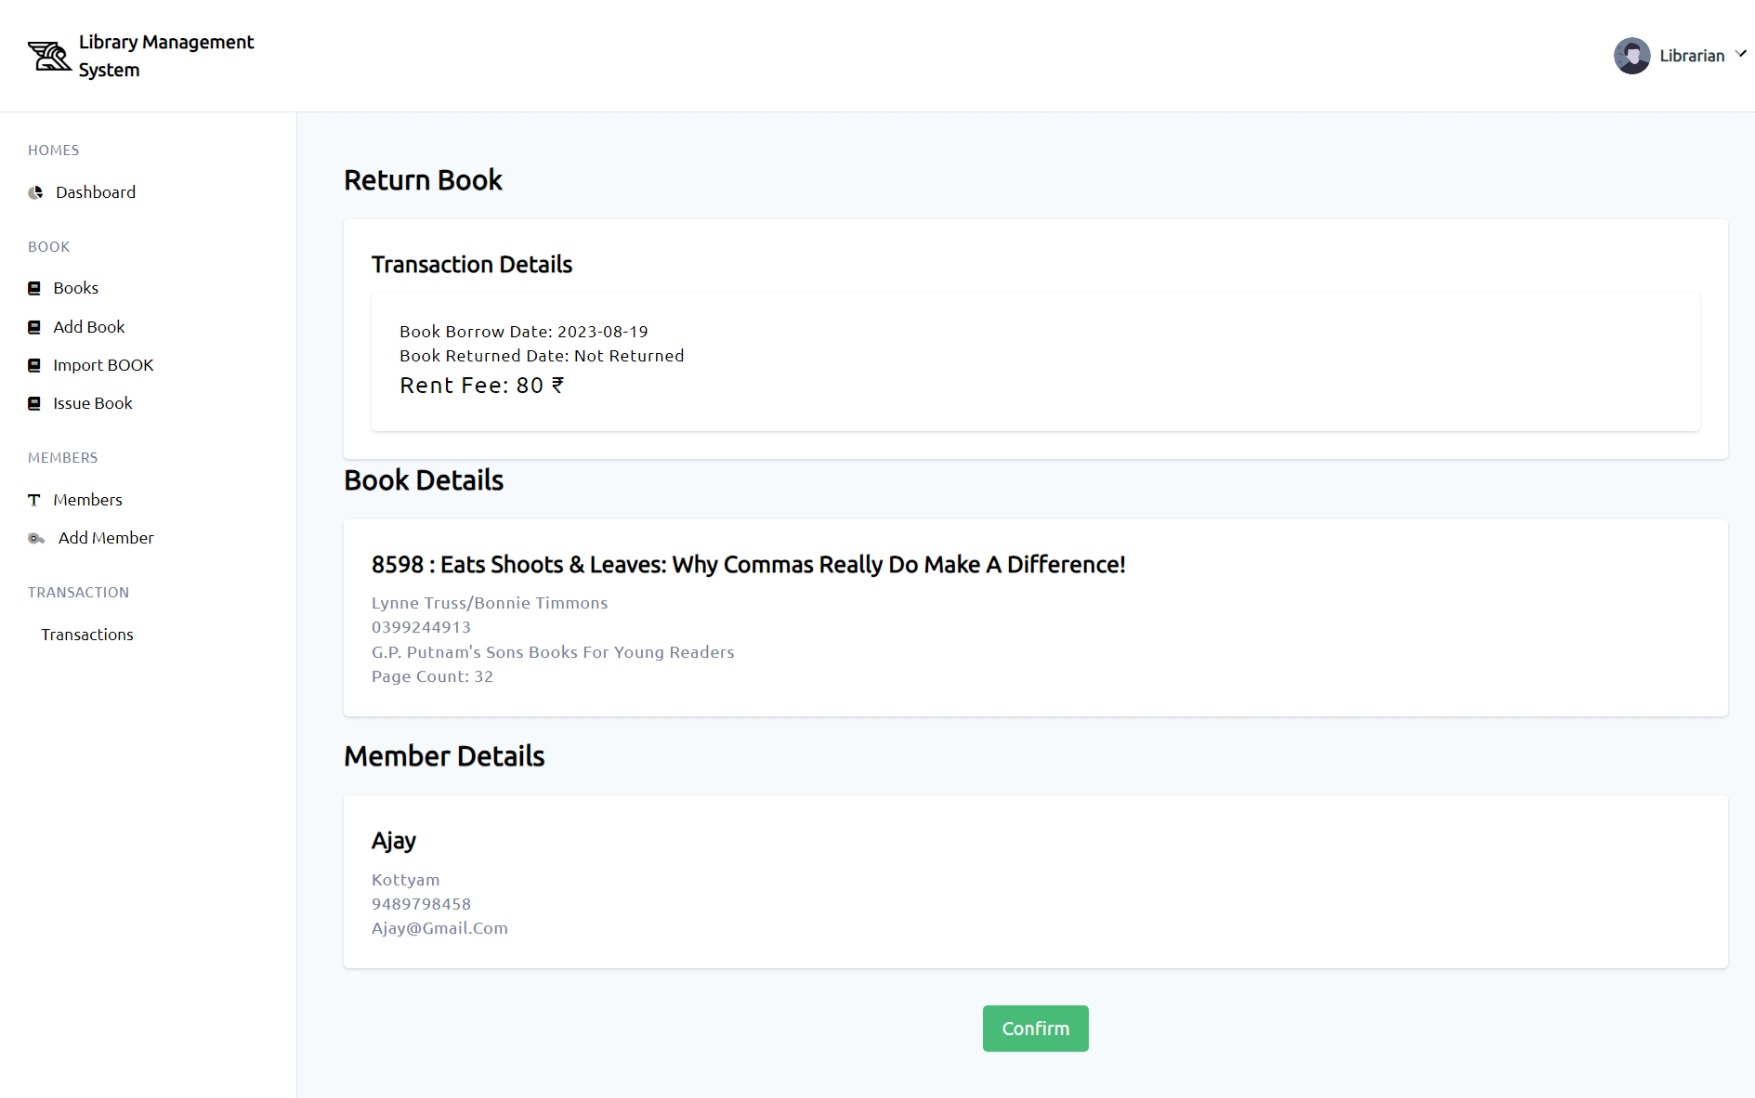 Library Management
System
Librarian
HOMES
Dashboard
BOOK
Books
Add Book
Import BOOK
Issue Book
MEMBERS
Members
Add Member
TRANSACTION
Transactions
Return Book
Transaction Details
Book Borrow Date: 2023-08-19
Book Returned Date: Not Returned
Rent Fee: 80 ₹
Book Details
8598 : Eats Shoots & Leaves: Why Commas Really Do Make A Difference!
Lynne Truss/Bonnie Timmons
0399244913
G.P. Putnam's Sons Books For Young Readers
Page Count: 32
Member Details
Ajay
Kottyam
9489798458
Ajay@Gmail.Com
Confirm